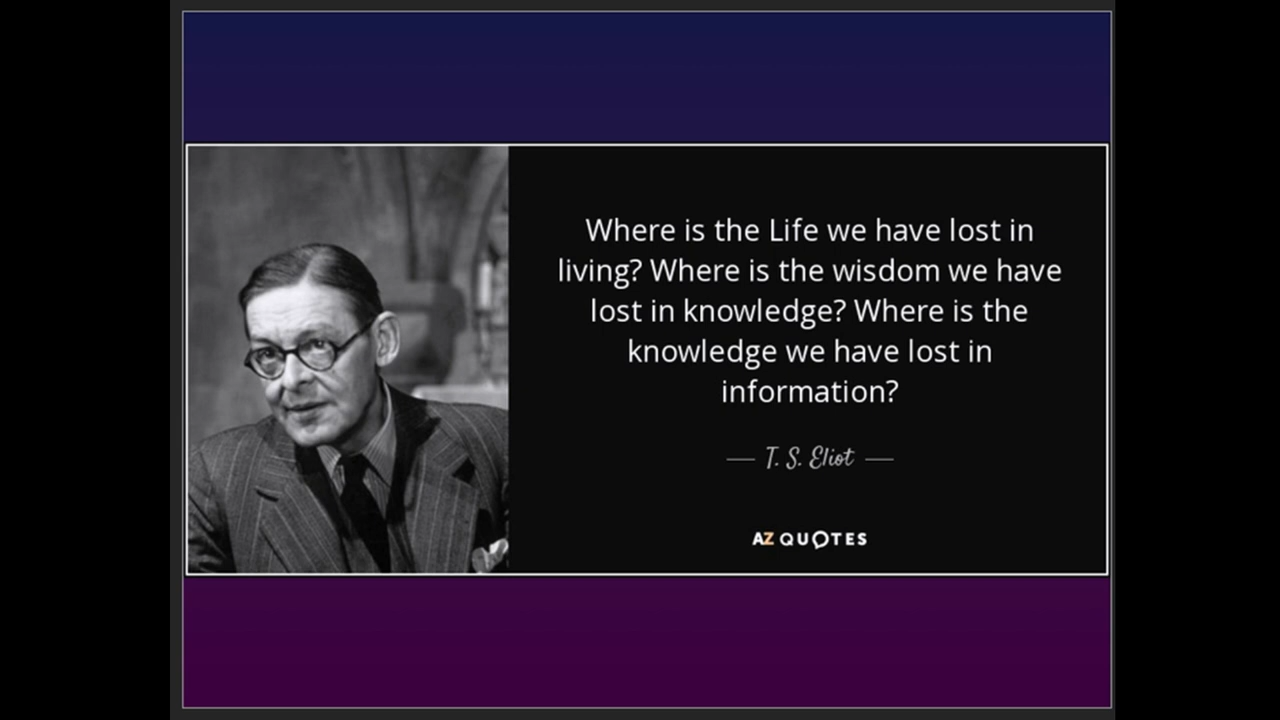 Where is the Life we have lost in
living? Where is the wisdom we have
lost in knowledge? Where is the
knowledge we have lost in
information?
— T. S. Eliot —
AZ QUOTES